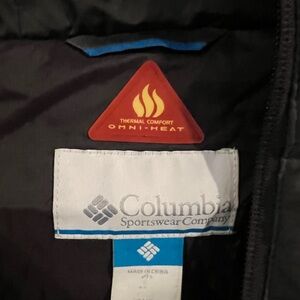 THERMAL COMFORT
OMNI-HEAT
Columbia
Sportswear Company
MADE IN CHINA